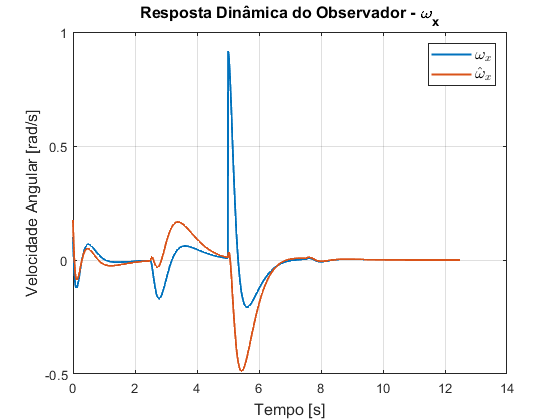 Resposta Dinâmica do Observador - ωx
ωx
ω̂x
1
0.5
0
-0.5
0 2 4 6 8 10 12 14
Velocidade Angular [rad/s]
Tempo [s]